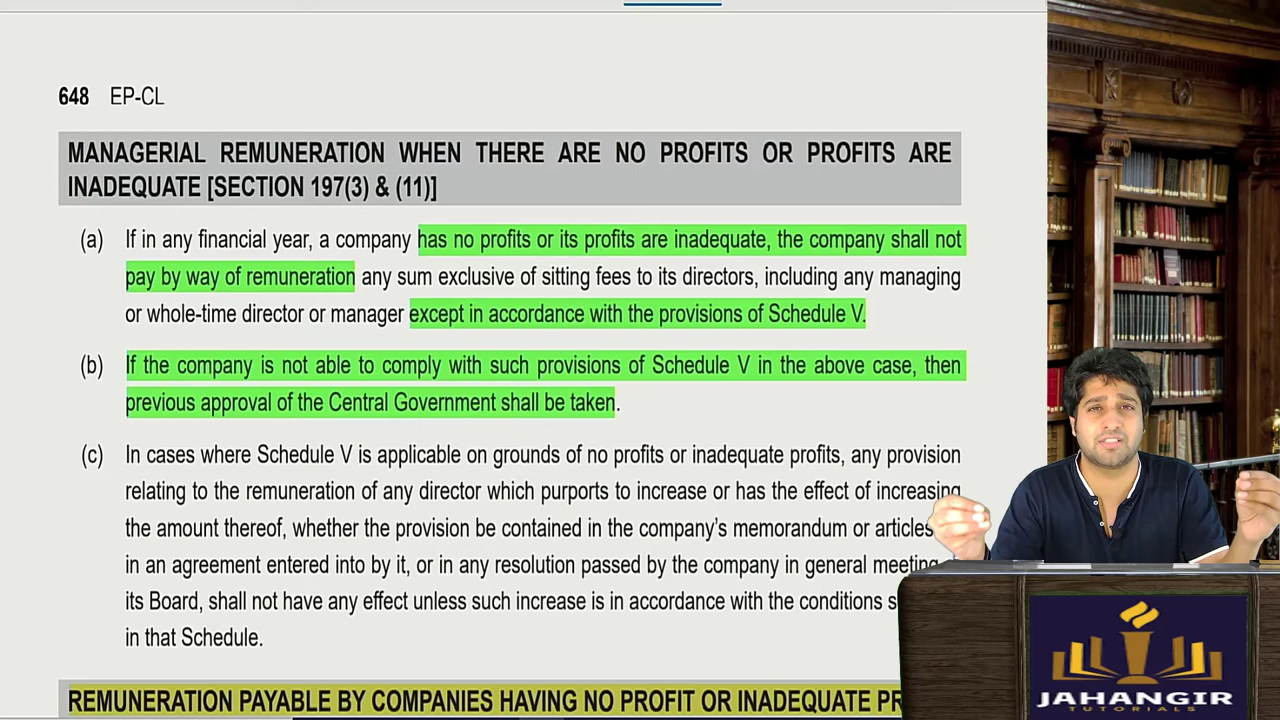 648 EP-CL
MANAGERIAL REMUNERATION WHEN THERE ARE NO PROFITS OR PROFITS ARE
INADEQUATE [SECTION 197(3) & (11)]
(a) If in any financial year, a company has no profits or its profits are inadequate, the company shall not
pay by way of remuneration any sum exclusive of sitting fees to its directors, including any managing
or whole-time director or manager except in accordance with the provisions of Schedule V.
(b) If the company is not able to comply with such provisions of Schedule V in the above case, then
previous approval of the Central Government shall be taken.
(c) In cases where Schedule V is applicable on grounds of no profits or inadequate profits, any provision
relating to the remuneration of any director which purports to increase or has the effect of increasing
the amount thereof, whether the provision be contained in the company's memorandum or articles
in an agreement entered into by it, or in any resolution passed by the company in general meeting
its Board, shall not have any effect unless such increase is in accordance with the conditions
in that Schedule.
REMUNERATION PAYABLE BY COMPANIES HAVING NO PROFIT OR INADEQUATE
JAHANGIR
TUTORIALS